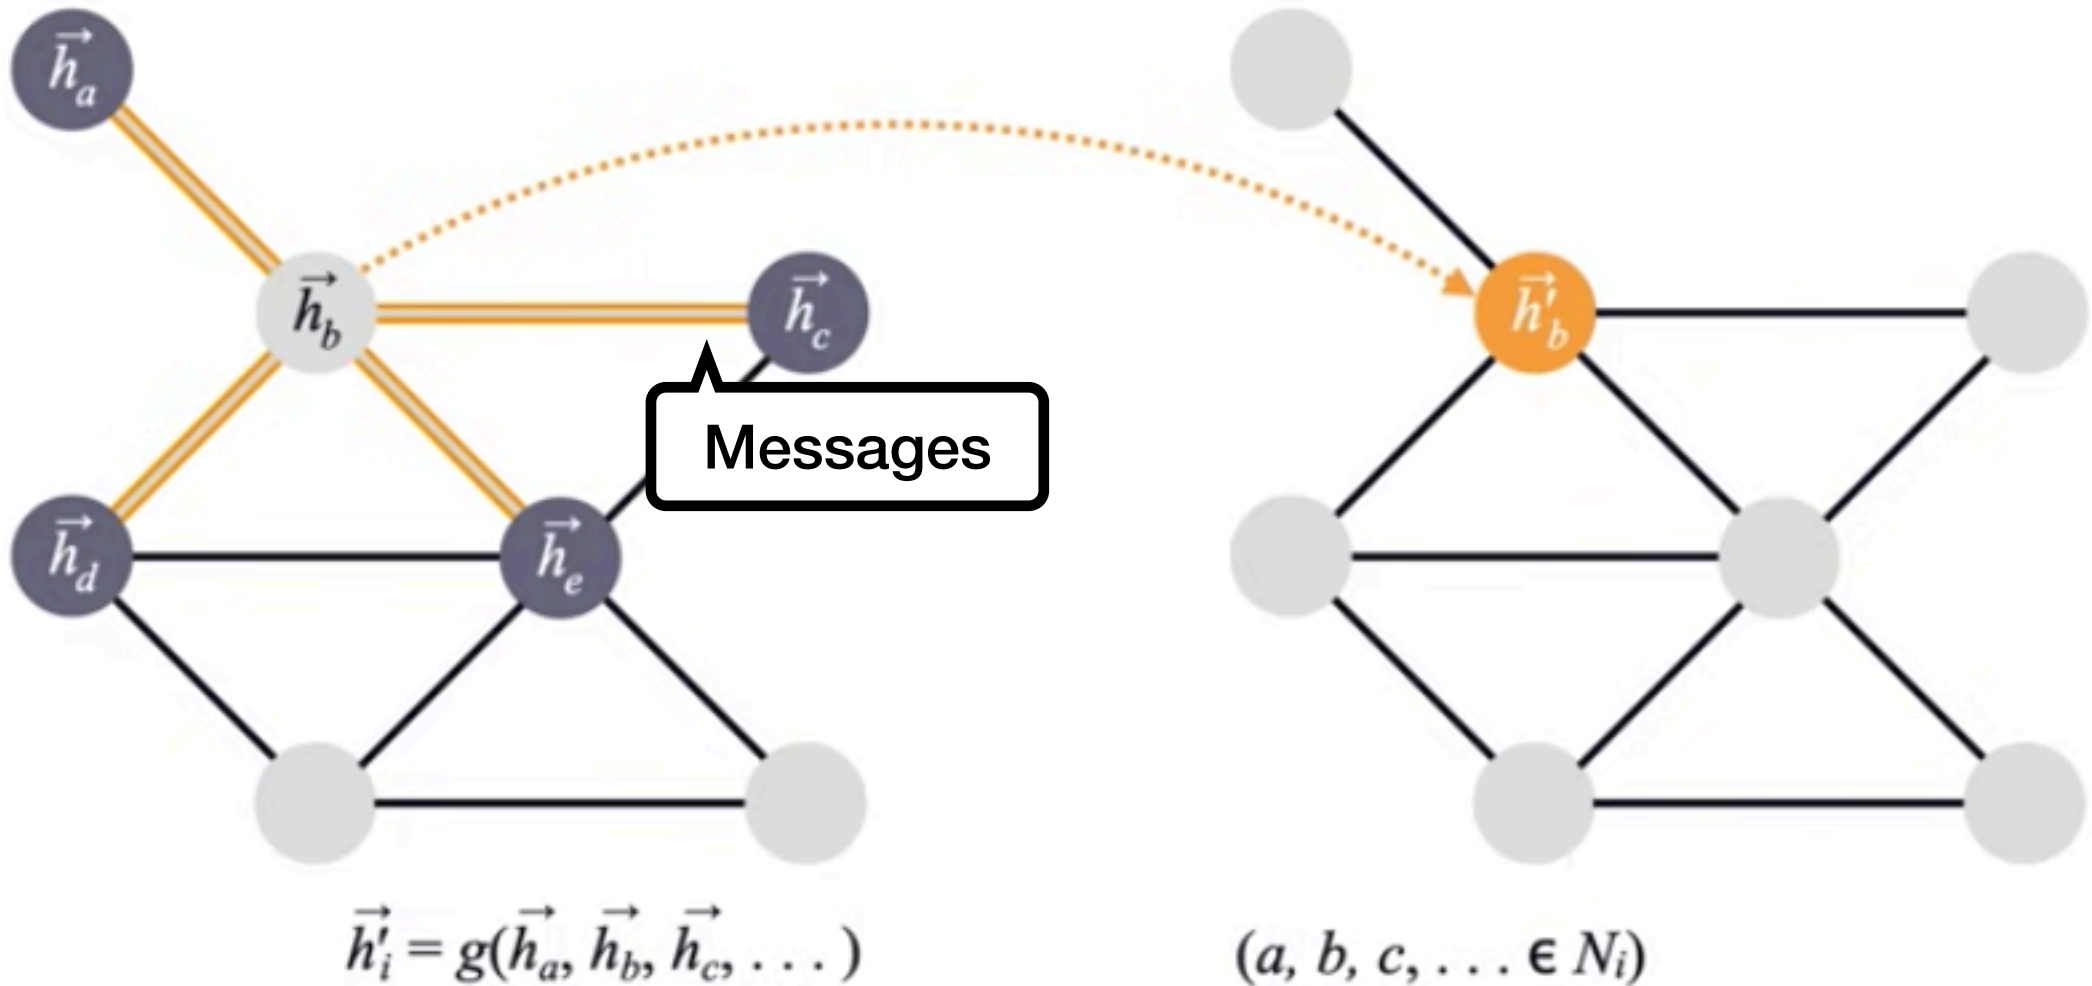 h⃗a
h⃗b
h⃗c
Messages
h⃗d
h⃗e
h⃗′b
h⃗′i = g(h⃗a, h⃗b, h⃗c, . . . )
(a, b, c, . . . ϵ Ni)